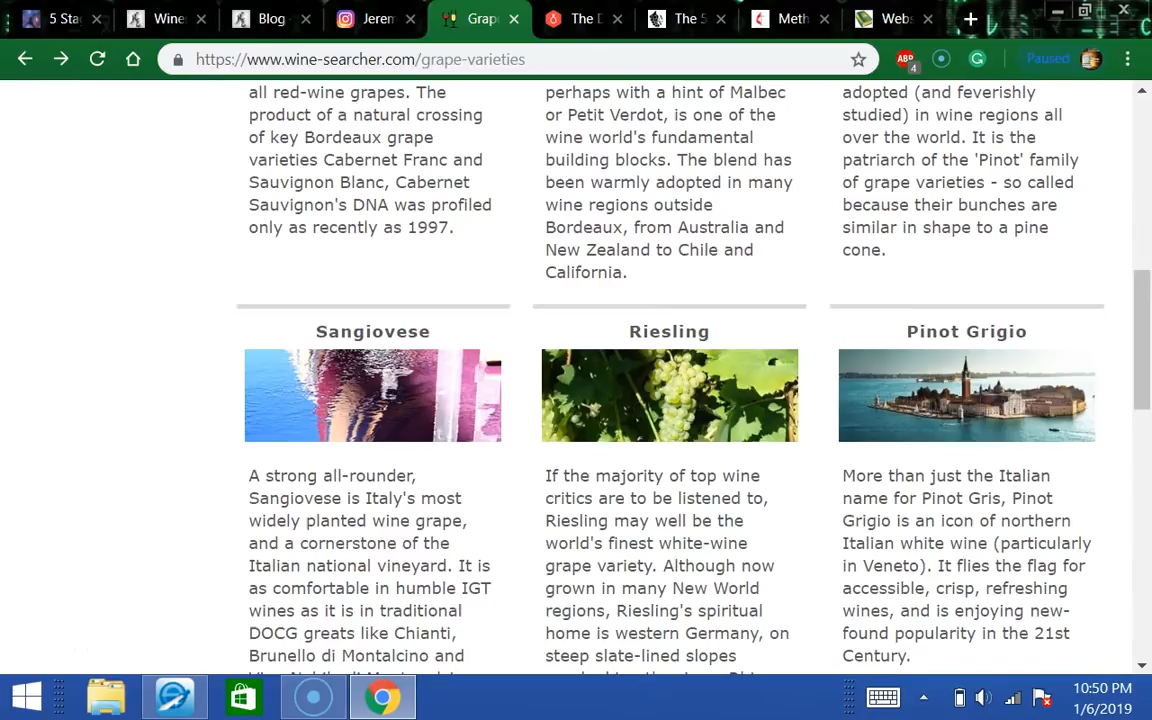 5 Sta
Wine
Blog
Jerem
Grap
The D
The 5
Meth
Webs
https://www.wine-searcher.com/grape-varieties
ABP
4
G
Paused
all red-wine grapes. The
product of a natural crossing
of key Bordeaux grape
varieties Cabernet Franc and
Sauvignon Blanc, Cabernet
Sauvignon's DNA was profiled
only as recently as 1997.
perhaps with a hint of Malbec
or Petit Verdot, is one of the
wine world's fundamental
building blocks. The blend has
been warmly adopted in many
wine regions outside
Bordeaux, from Australia and
New Zealand to Chile and
California.
adopted (and feverishly
studied) in wine regions all
over the world. It is the
patriarch of the 'Pinot' family
of grape varieties - so called
because their bunches are
similar in shape to a pine
cone.
Sangiovese
A strong all-rounder,
Sangiovese is Italy's most
widely planted wine grape,
and a cornerstone of the
Italian national vineyard. It is
as comfortable in humble IGT
wines as it is in traditional
DOCG greats like Chianti,
Brunello di Montalcino and
Riesling
If the majority of top wine
critics are to be listened to,
Riesling may well be the
world's finest white-wine
grape variety. Although now
grown in many New World
regions, Riesling's spiritual
home is western Germany, on
steep slate-lined slopes
Pinot Grigio
More than just the Italian
name for Pinot Gris, Pinot
Grigio is an icon of northern
Italian white wine (particularly
in Veneto). It flies the flag for
accessible, crisp, refreshing
wines, and is enjoying new-
found popularity in the 21st
Century.
10:50 PM
1/6/2019